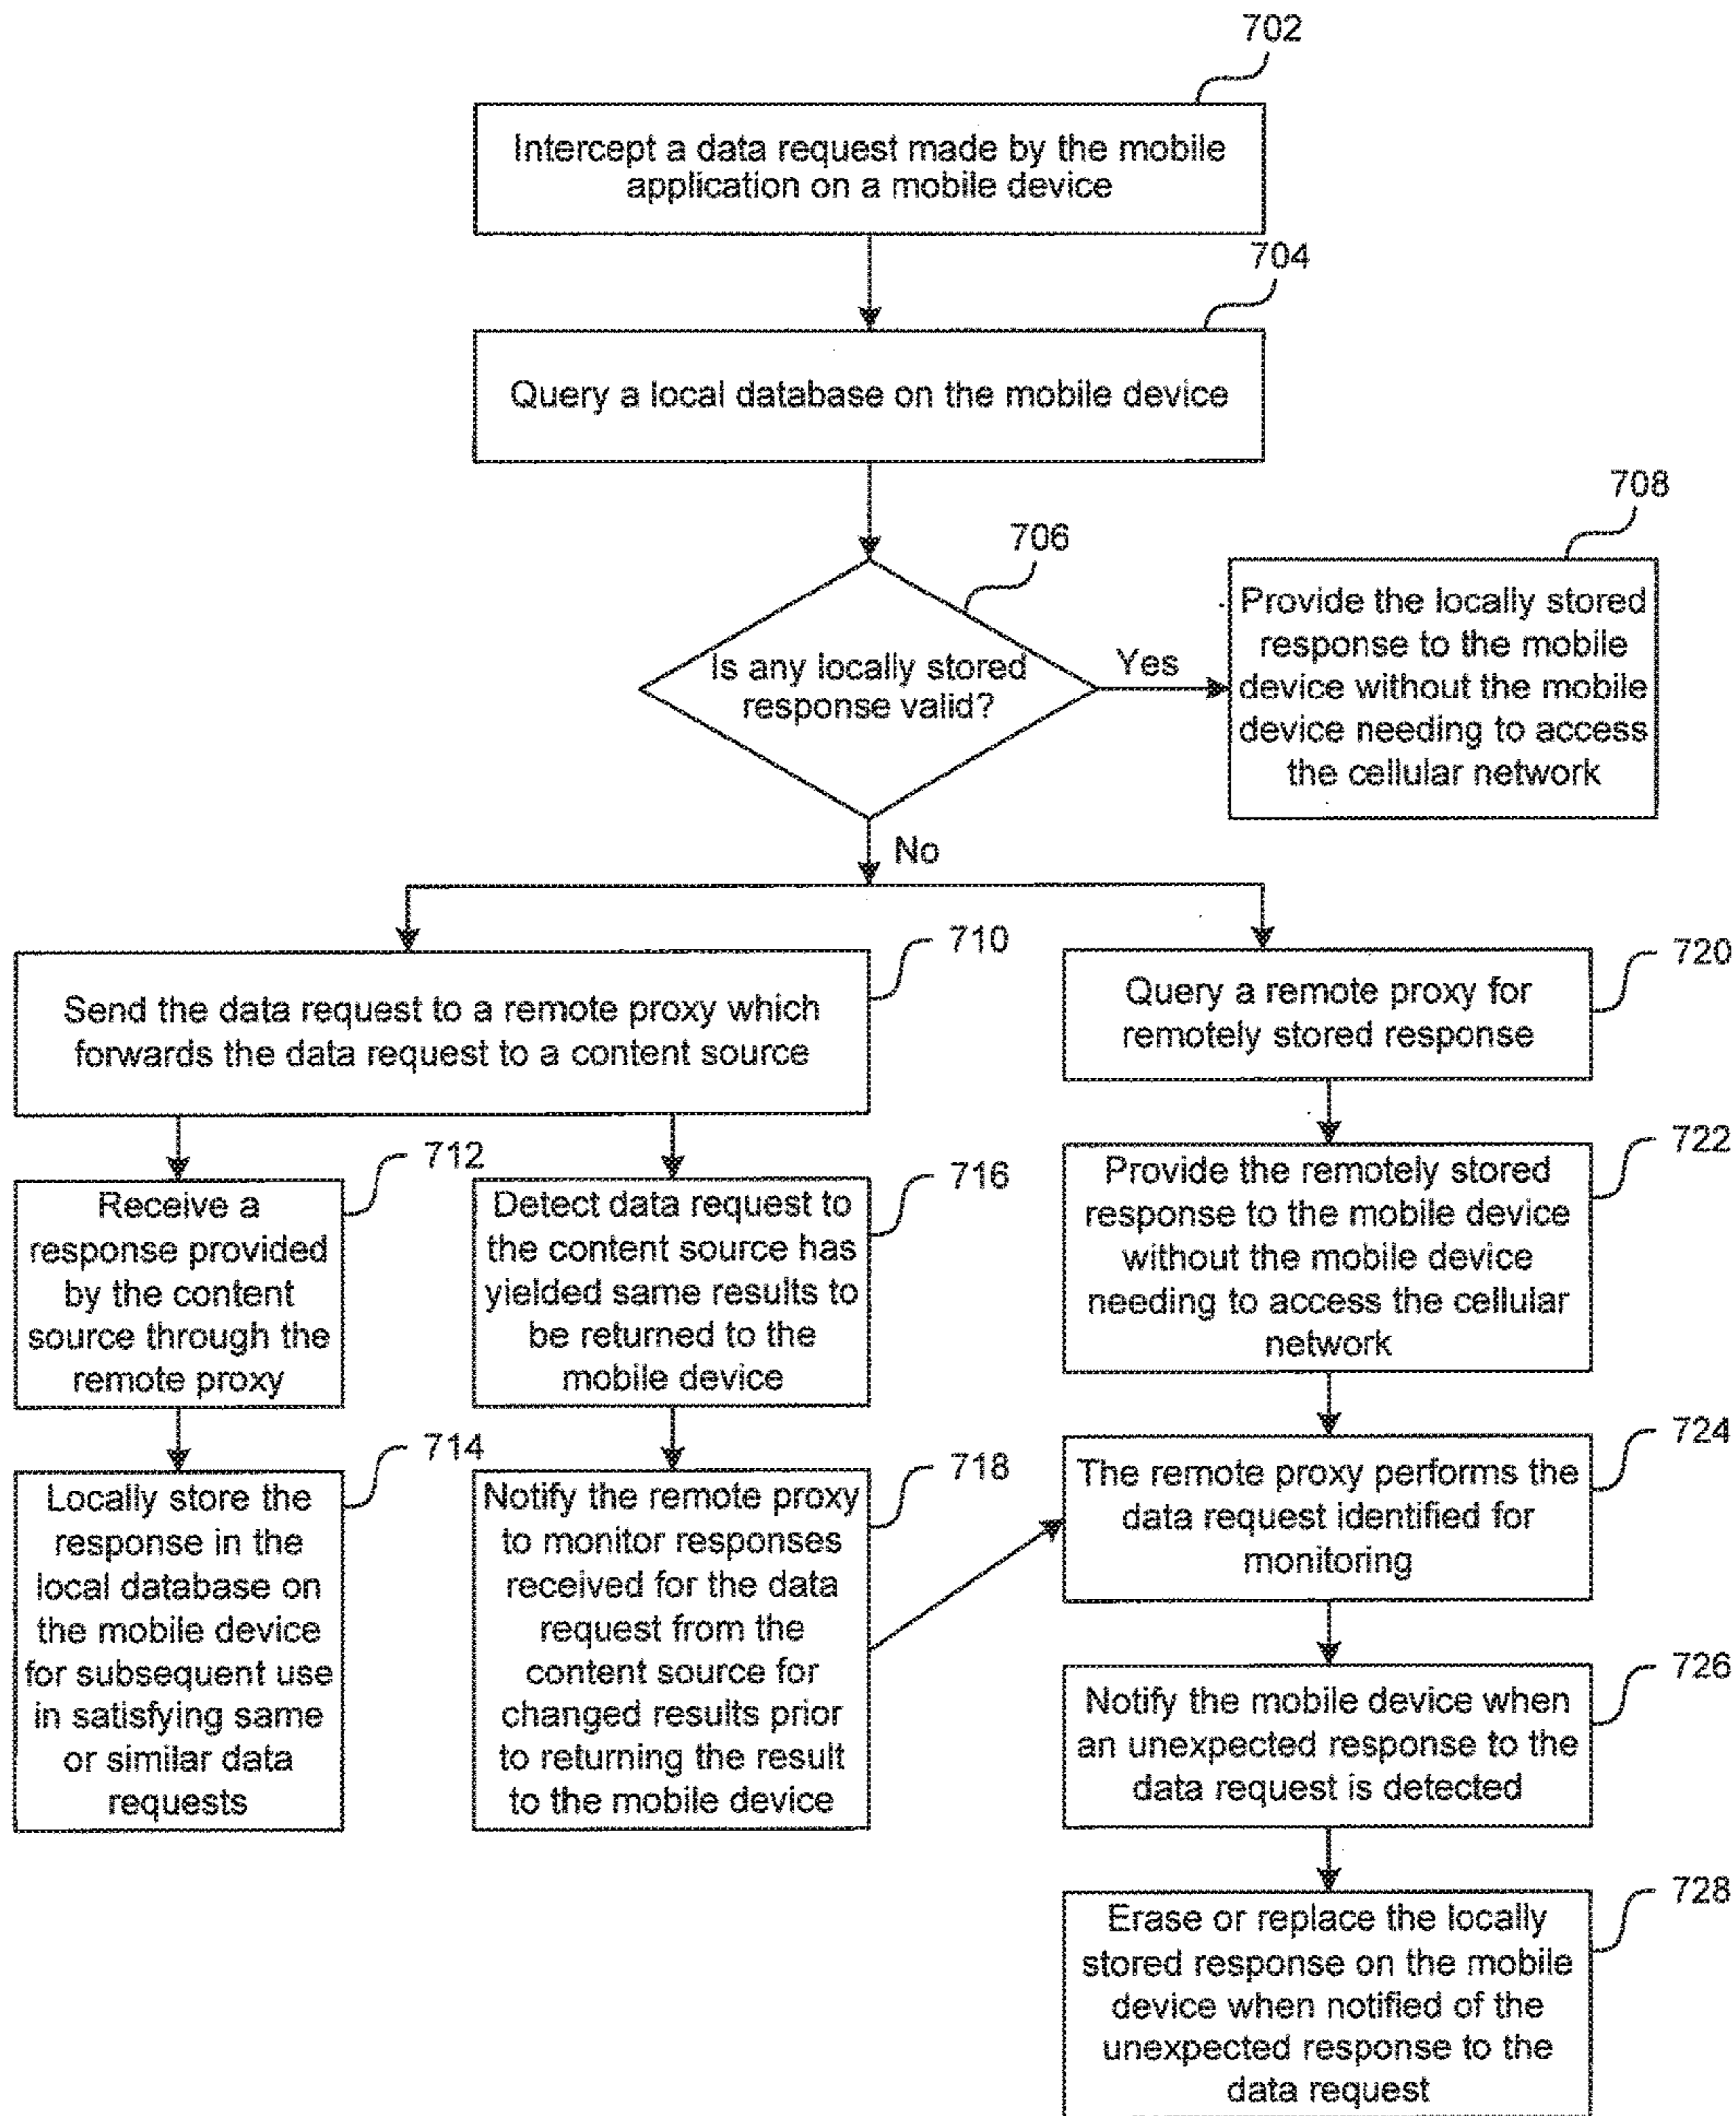 702
Intercept a data request made by the mobile
application on a mobile device
704
Query a local database on the mobile device
706
Is any locally stored
response valid?
Yes
708
Provide the locally stored
response to the mobile
device without the mobile
device needing to access
the cellular network
No
710
Send the data request to a remote proxy which
forwards the data request to a content source
712
Receive a
response provided
by the content
source through the
remote proxy
714
Locally store the
response in the
local database on
the mobile device
for subsequent use
in satisfying same
or similar data
requests
716
Detect data request to
the content source has
yielded same results to
be returned to the
mobile device
718
Notify the remote proxy
to monitor responses
received for the data
request from the
content source for
changed results prior
to returning the result
to the mobile device
720
Query a remote proxy for
remotely stored response
722
Provide the remotely stored
response to the mobile device
without the mobile device
needing to access the cellular
network
724
The remote proxy performs the
data request identified for
monitoring
726
Notify the mobile device when
an unexpected response to the
data request is detected
728
Erase or replace the locally
stored response on the mobile
device when notified of the
unexpected response to the
data request